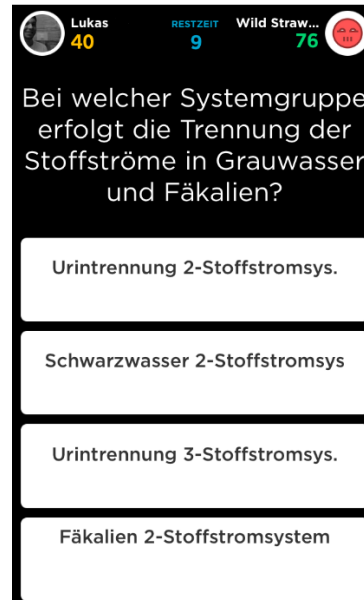 Lukas
40
RESTZEIT
9
Wild Straw...
76
Bei welcher Systemgruppe
erfolgt die Trennung der
Stoffströme in Grauwasser
und Fäkalien?
Urintrennung 2-Stoffstromsys.
Schwarzwasser 2-Stoffstromsys
Urintrennung 3-Stoffstromsys.
Fäkalien 2-Stoffstromsystem